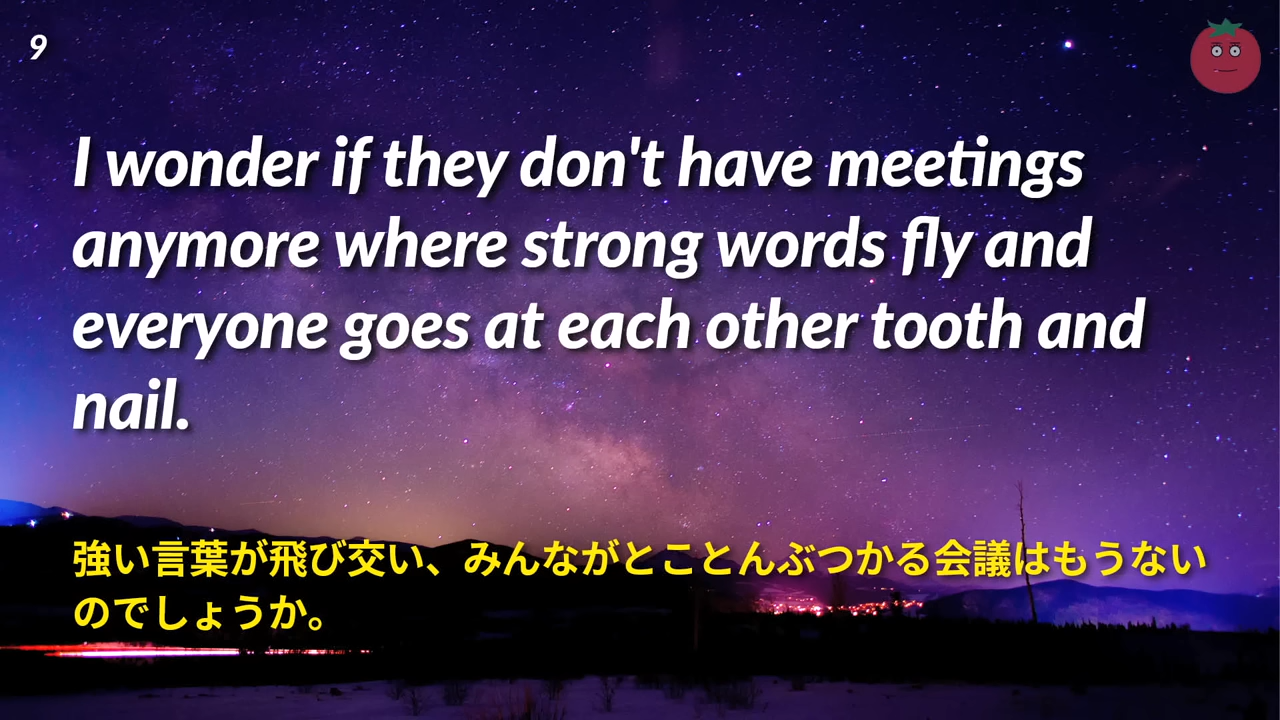 9
I wonder if they don't have meetings
anymore where strong words fly and
everyone goes at each other tooth and
nail.
強い言葉が飛び交い、みんながとことんぶつかる会議はもうない
のでしょうか。